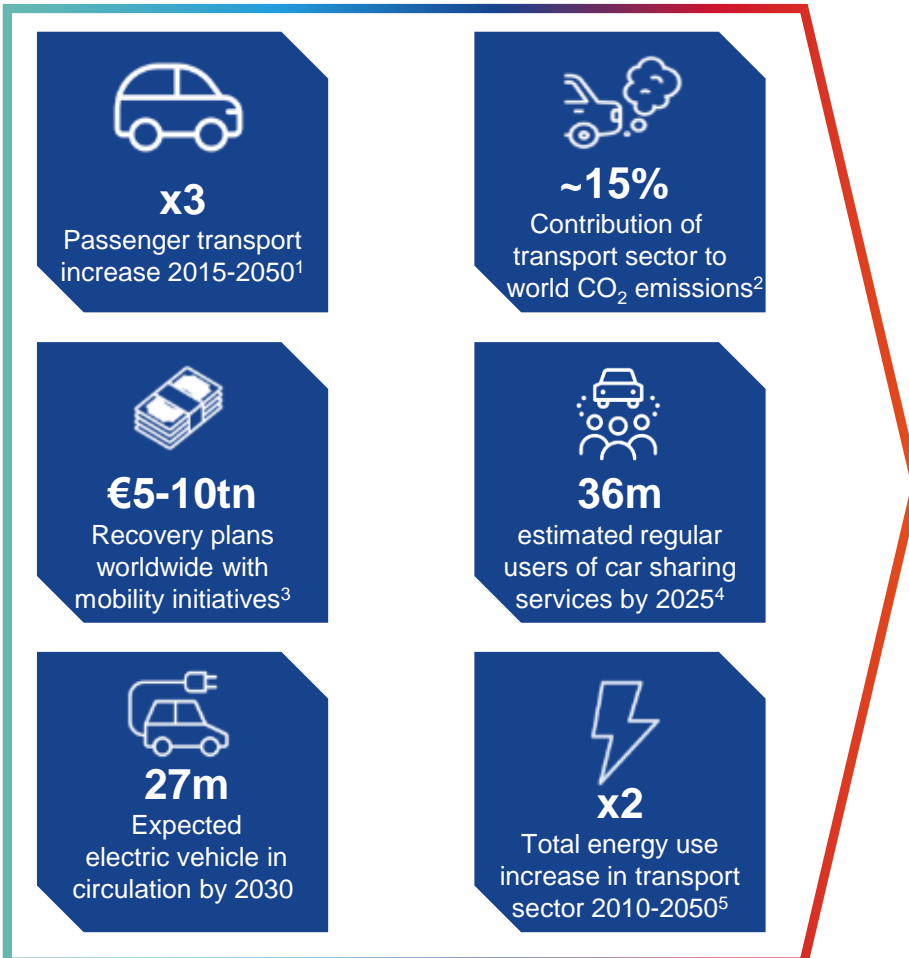 x3
Passenger transport
increase 2015-2050¹
~15%
Contribution of
transport sector to
world CO₂ emissions²
€5-10tn
Recovery plans
worldwide with
mobility initiatives³
36m
estimated regular
users of car sharing
services by 2025⁴
27m
Expected
electric vehicle in
circulation by 2030
x2
Total energy use
increase in transport
sector 2010-2050⁵